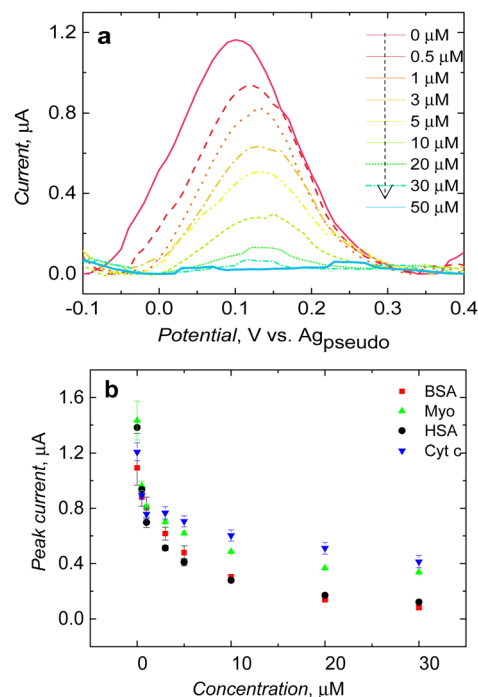 a
1.2
0.8
0.4
0.0
Current, µA
0 µM
0.5 µM
1 µM
3 µM
5 µM
10 µM
20 µM
30 µM
50 µM
-0.1 0.0 0.1 0.2 0.3 0.4
Potential, V vs. Agpseudo
b
1.6
1.2
0.8
0.4
0.0
Peak current, µA
BSA
Myo
HSA
Cyt c
0 10 20 30
Concentration, µM